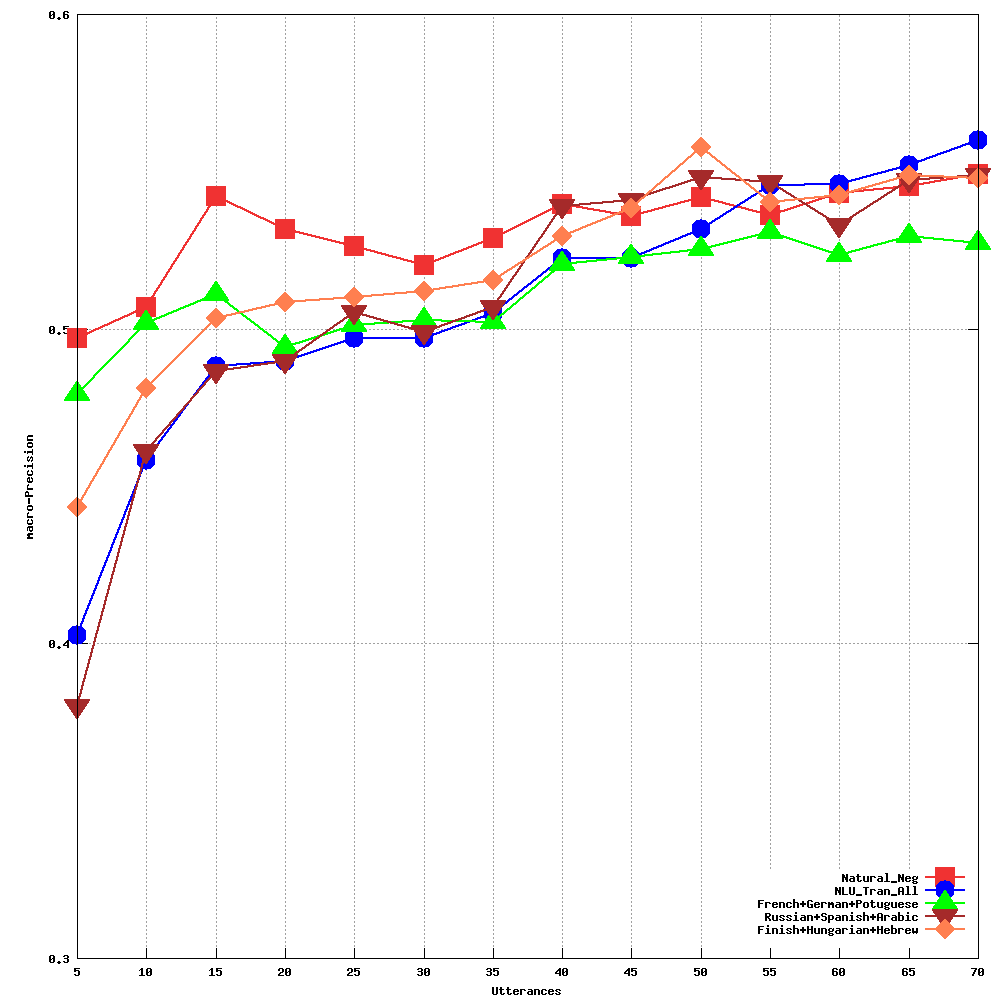 0.6
0.5
0.4
0.3
macro-Precision
5 10 15 20 25 30 35 40 45 50 55 60 65 70
Utterances
Natural_Neg
NLU_Tran_All
French+German+Potuguese
Russian+Spanish+Arabic
Finish+Hungarian+Hebrew